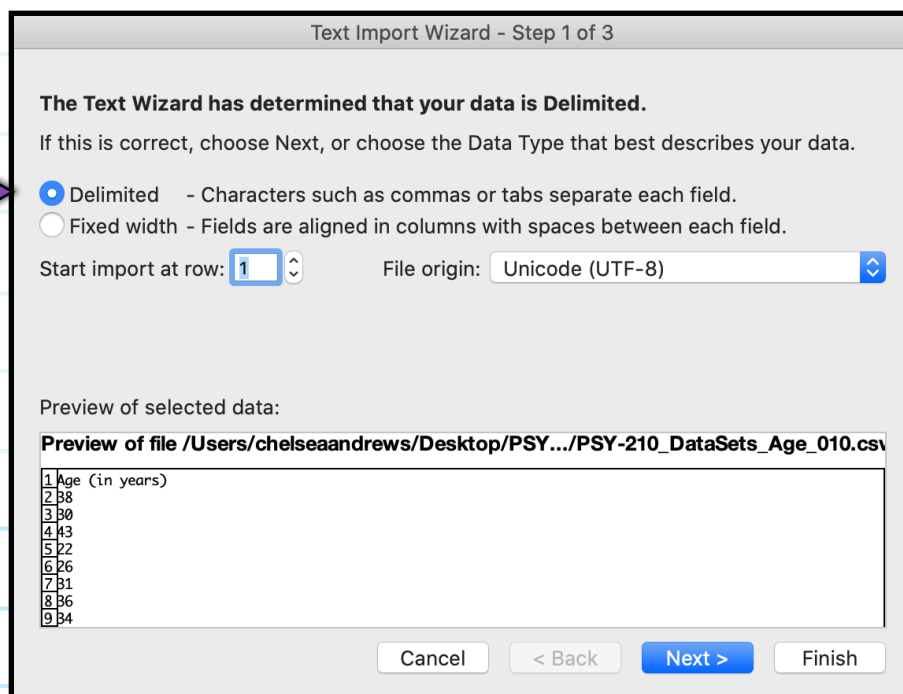 Text Import Wizard - Step 1 of 3
The Text Wizard has determined that your data is Delimited.
If this is correct, choose Next, or choose the Data Type that best describes your data.
Delimited - Characters such as commas or tabs separate each field.
Fixed width - Fields are aligned in columns with spaces between each field.
Start import at row: 1 File origin: Unicode (UTF-8)
Preview of selected data:
Preview of file /Users/chelseaandrews/Desktop/PSY.../PSY-210_DataSets_Age_010.csv
1 Age (in years)
2 38
3 30
4 43
5 22
6 26
7 31
8 36
9 34
Cancel < Back Next > Finish